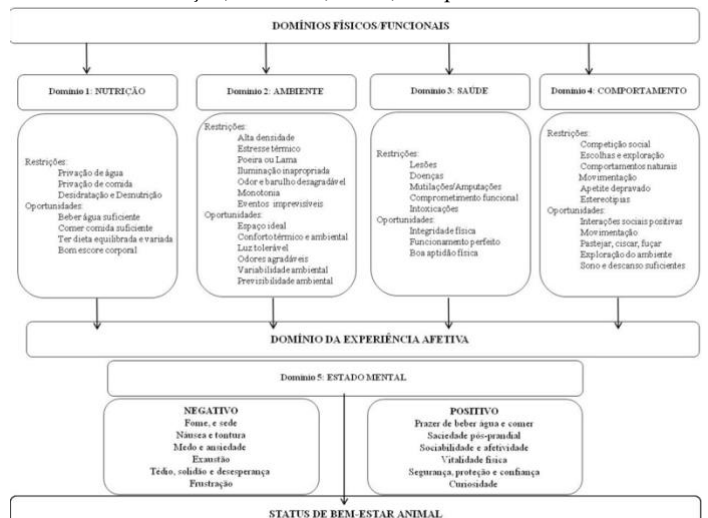 DOMÍNIOS FÍSICOS/FUNCIONAIS
Domínio 1: NUTRIÇÃO
Restrições:
Privação de água
Privação de comida
Desidratação e Desnutrição
Oportunidades:
Beber água suficiente
Comer comida suficiente
Ter dieta equilibrada e variada
Bom escore corporal
Domínio 2: AMBIENTE
Restrições:
Alta densidade
Estresse térmico
Poeira ou Lama
Iluminação inapropriada
Odor e barulho desagradável
Monotonia
Eventos imprevisíveis
Oportunidades:
Espaço ideal
Conforto térmico e ambiental
Luz tolerável
Odores agradáveis
Variabilidade ambiental
Previsibilidade ambiental
Domínio 3: SAÚDE
Restrições:
Lesões
Doenças
Mutilações/Amputações
Comprometimento funcional
Intoxicações
Oportunidades:
Integridade física
Funcionamento perfeito
Boa aptidão física
Domínio 4: COMPORTAMENTO
Restrições:
Competição social
Escolhas e exploração
Comportamentos naturais
Movimentação
Apetite depravado
Estereotipias
Oportunidades:
Interações sociais positivas
Movimentação
Pastejar, ciscar, fuçar
Exploração do ambiente
Sono e descanso suficientes
DOMÍNIO DA EXPERIÊNCIA AFETIVA
Domínio 5: ESTADO MENTAL
NEGATIVO
Fome, e sede
Náusea e tontura
Medo e ansiedade
Exaustão
Tédio, solidão e desesperança
Frustração
POSITIVO
Prazer de beber água e comer
Saciedade pós-prandial
Sociabilidade e afetividade
Vitalidade física
Segurança, proteção e confiança
Curiosidade
STATUS DE BEM-ESTAR ANIMAL